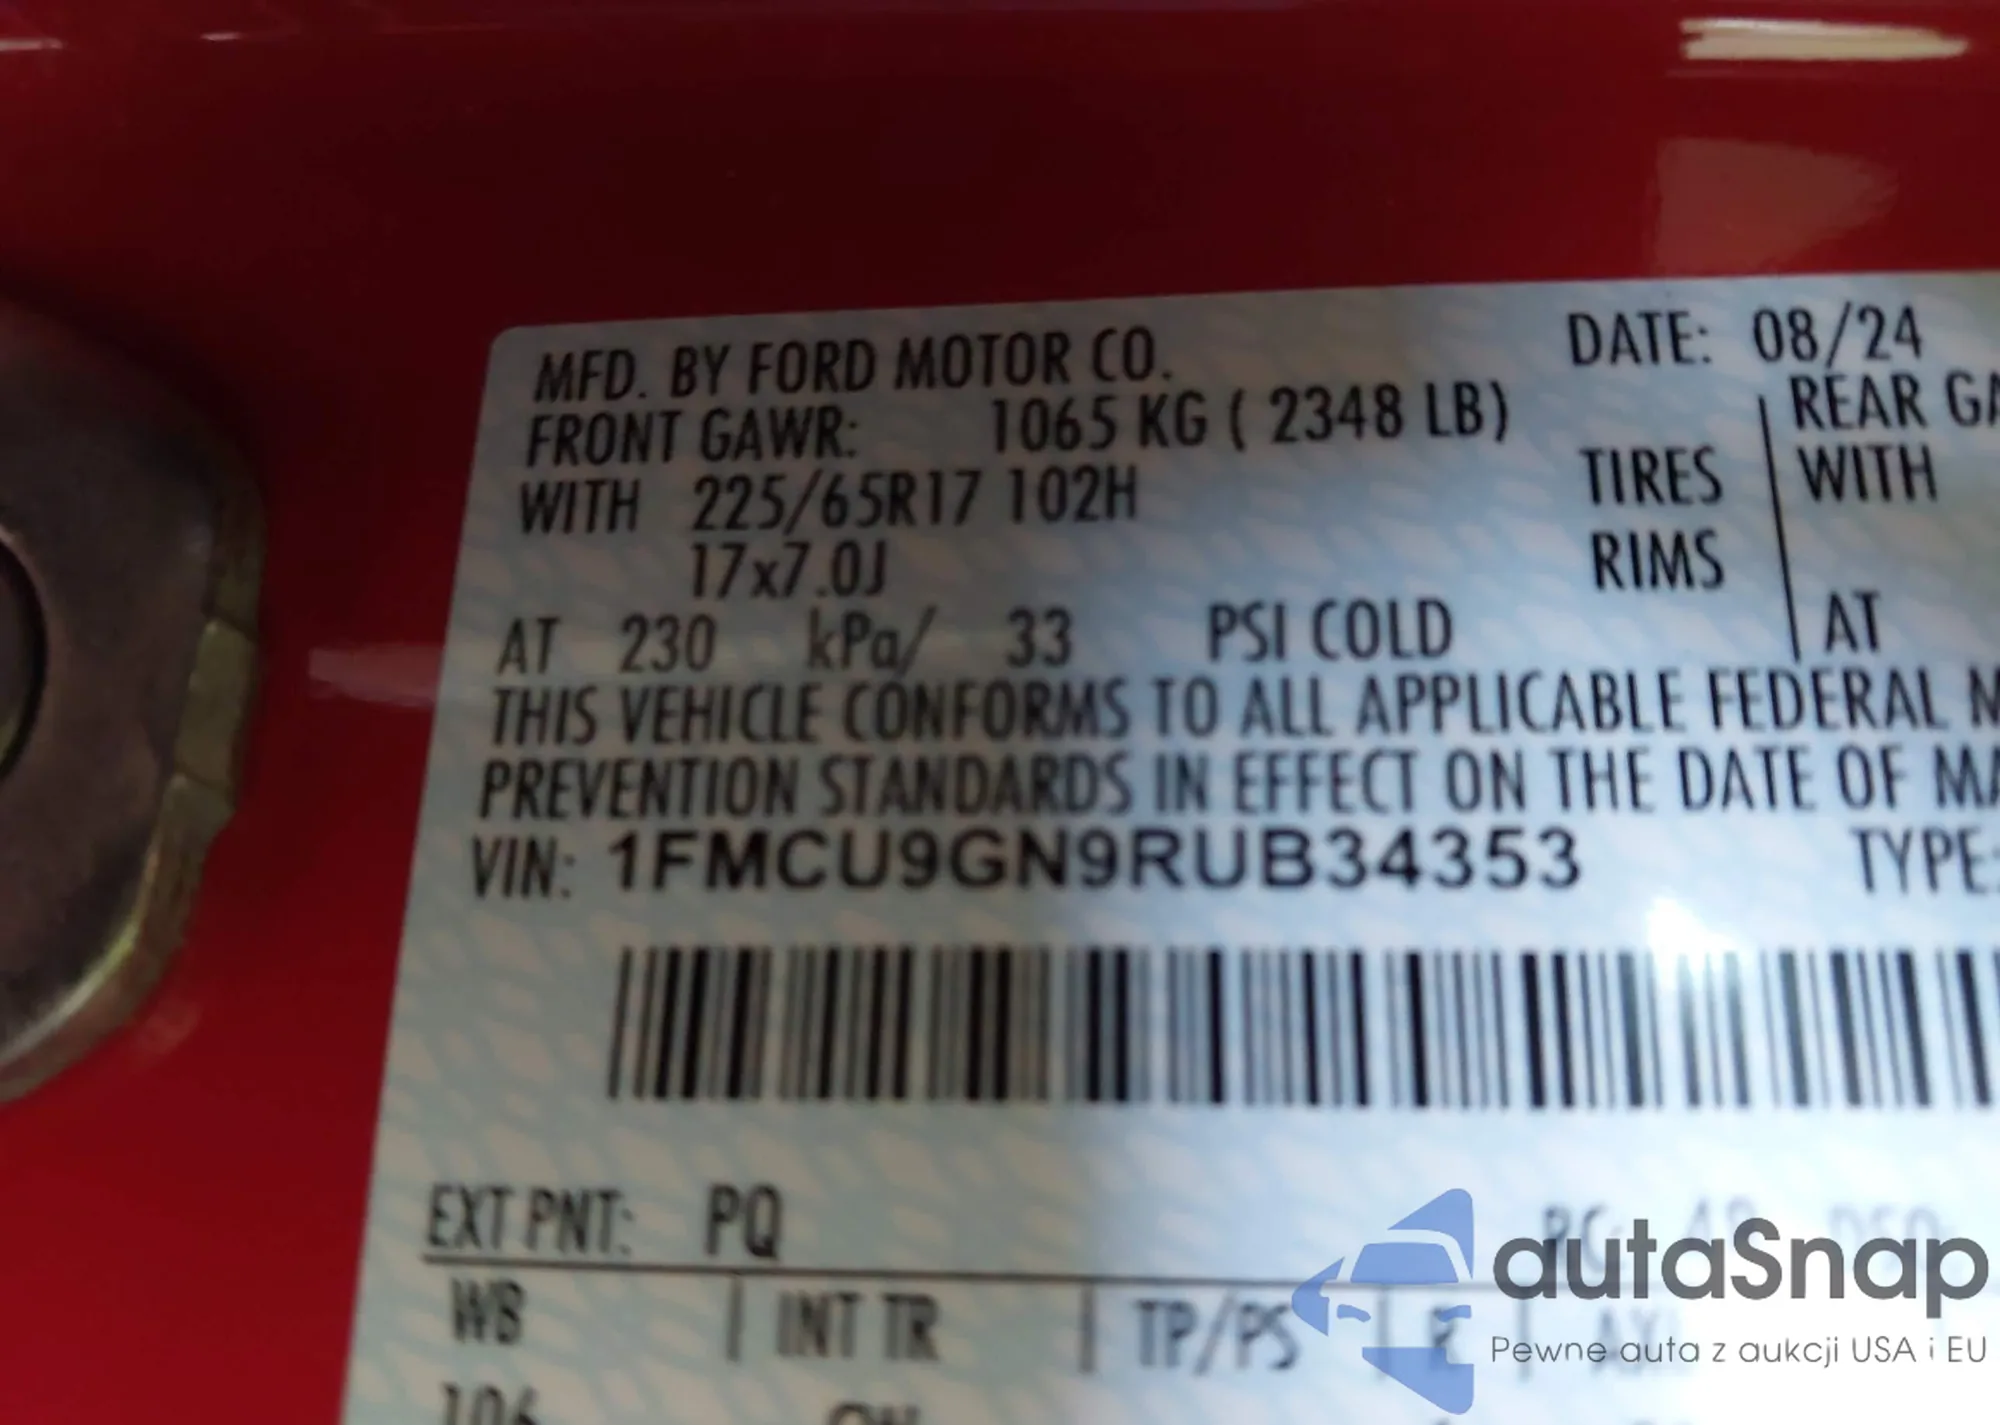 MFD. BY FORD MOTOR CO. DATE: 08/24
FRONT GAWR: 1065 KG ( 2348 LB) REAR
WITH 225/65R17 102H TIRES WITH
17x7.0J RIMS
AT 230 kPa/ 33 PSI COLD AT
THIS VEHICLE CONFORMS TO ALL APPLICABLE FEDERAL
PREVENTION STANDARDS IN EFFECT ON THE DATE OF
VIN: 1FMCU9GN9RUB34353 TYPE:
EXT PNT: PQ
WB INT TR TP/PS R
106
autaSnap
Pewne auta z aukcji USA i EU